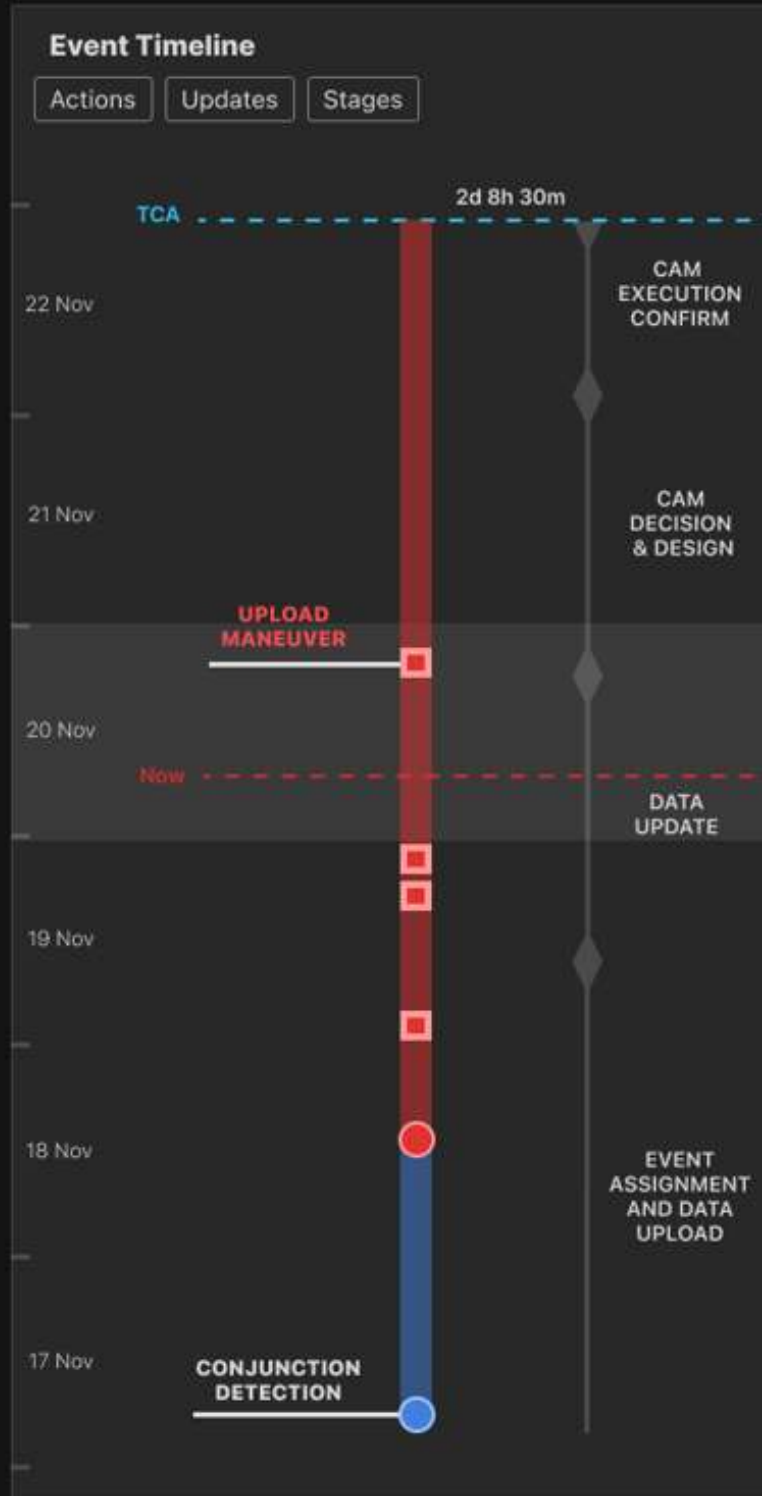 Event Timeline
Actions Updates Stages
2d 8h 30m
TCA
CAM
EXECUTION
CONFIRM
22 Nov
CAM
DECISION
& DESIGN
21 Nov
UPLOAD
MANEUVER
20 Nov
Now
DATA
UPDATE
19 Nov
18 Nov
EVENT
ASSIGNMENT
AND DATA
UPLOAD
17 Nov
CONJUNCTION
DETECTION